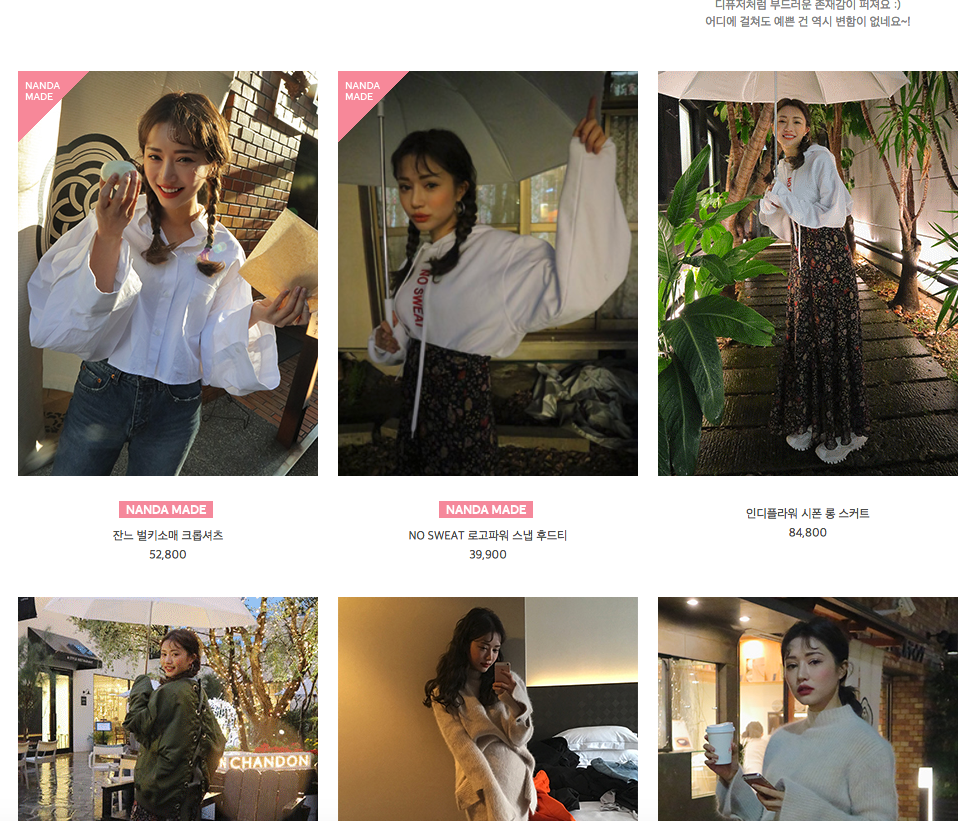 디퓨저처럼 부드러운 존재감이 퍼져요 :)
어디에 걸쳐도 예쁜 건 역시 변함이 없네요~!
NANDA
MADE
NANDA
MADE
NO SWEAT
NANDA MADE
잔느 벌키소매 크롭셔츠
52,800
NANDA MADE
NO SWEAT 로고파워 스냅 후드티
39,900
인디플라워 시폰 롱 스커트
84,800
N CHANDON